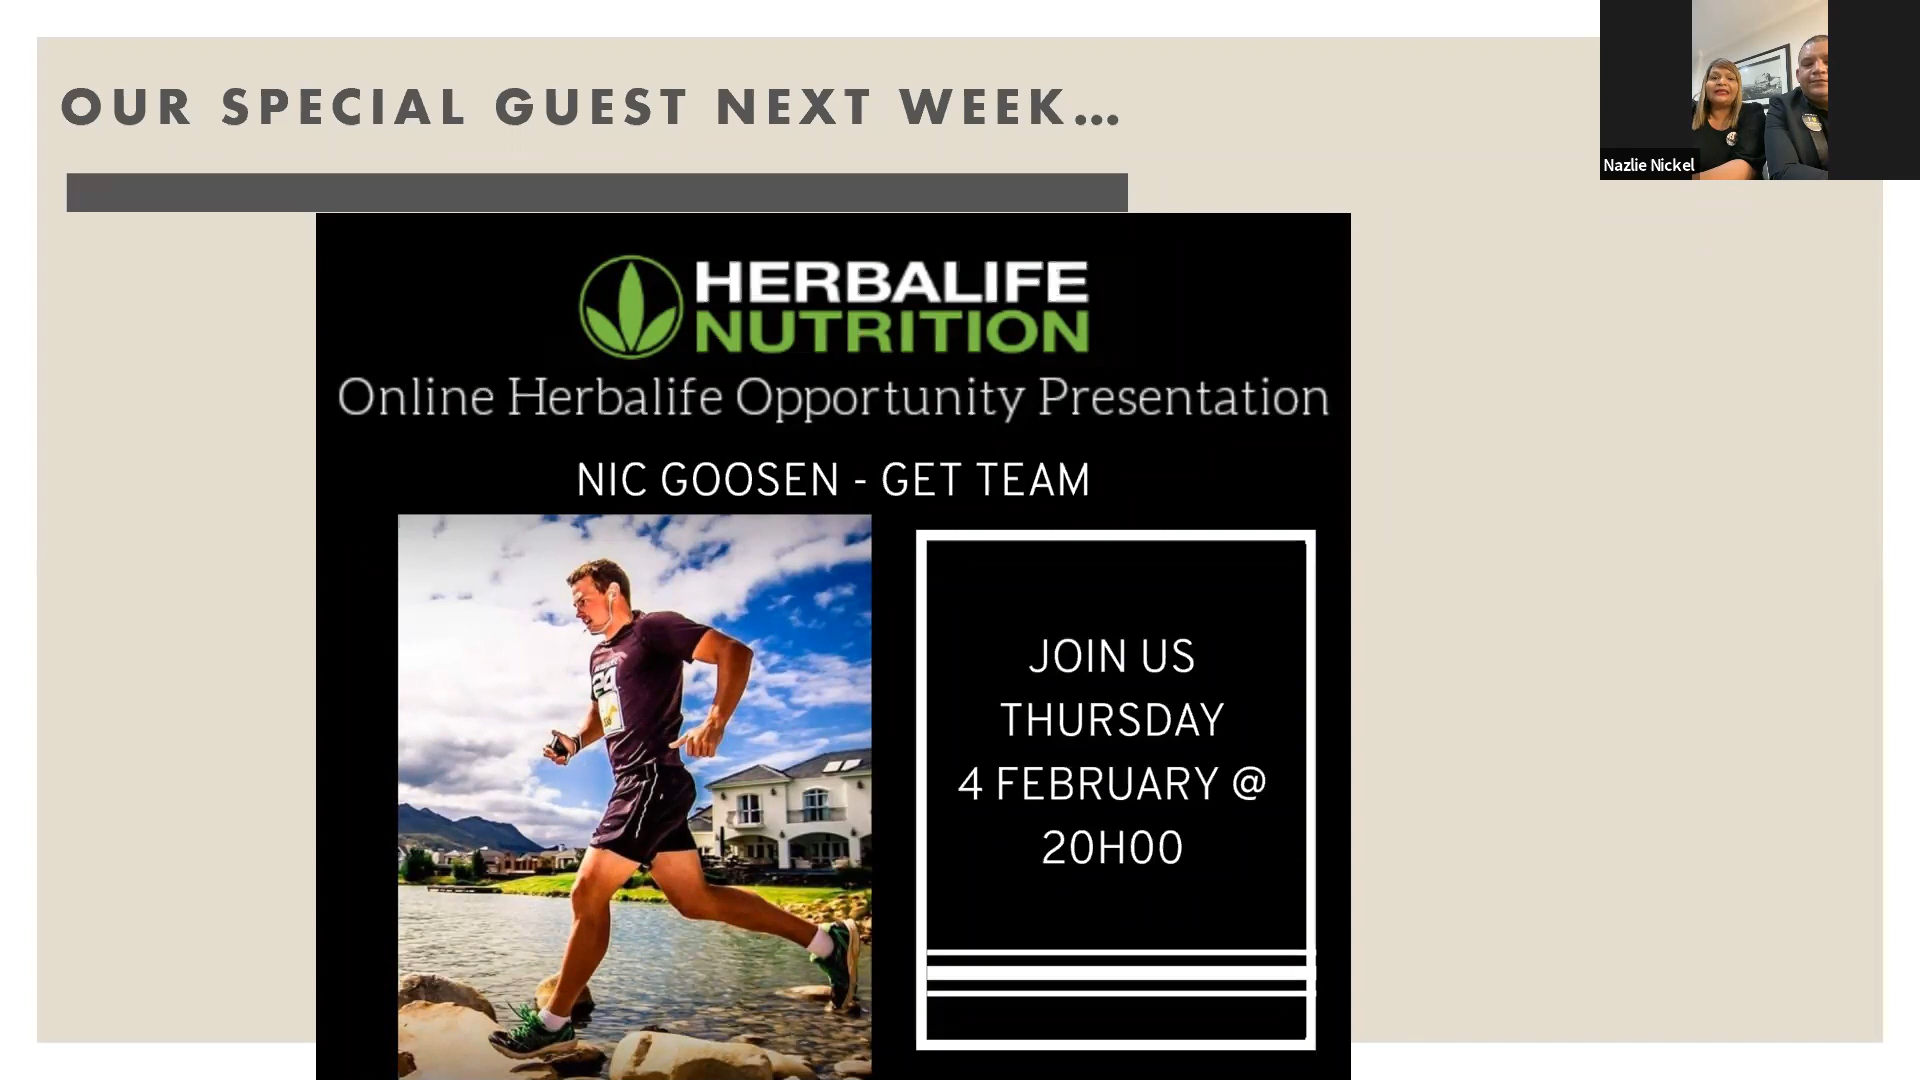 OUR SPECIAL GUEST NEXT WEEK...
Nazlie Nickel
HERBALIFE
NUTRITION
Online Herbalife Opportunity Presentation
NIC GOOSEN - GET TEAM
24
JOIN US
THURSDAY
4 FEBRUARY @
20H00